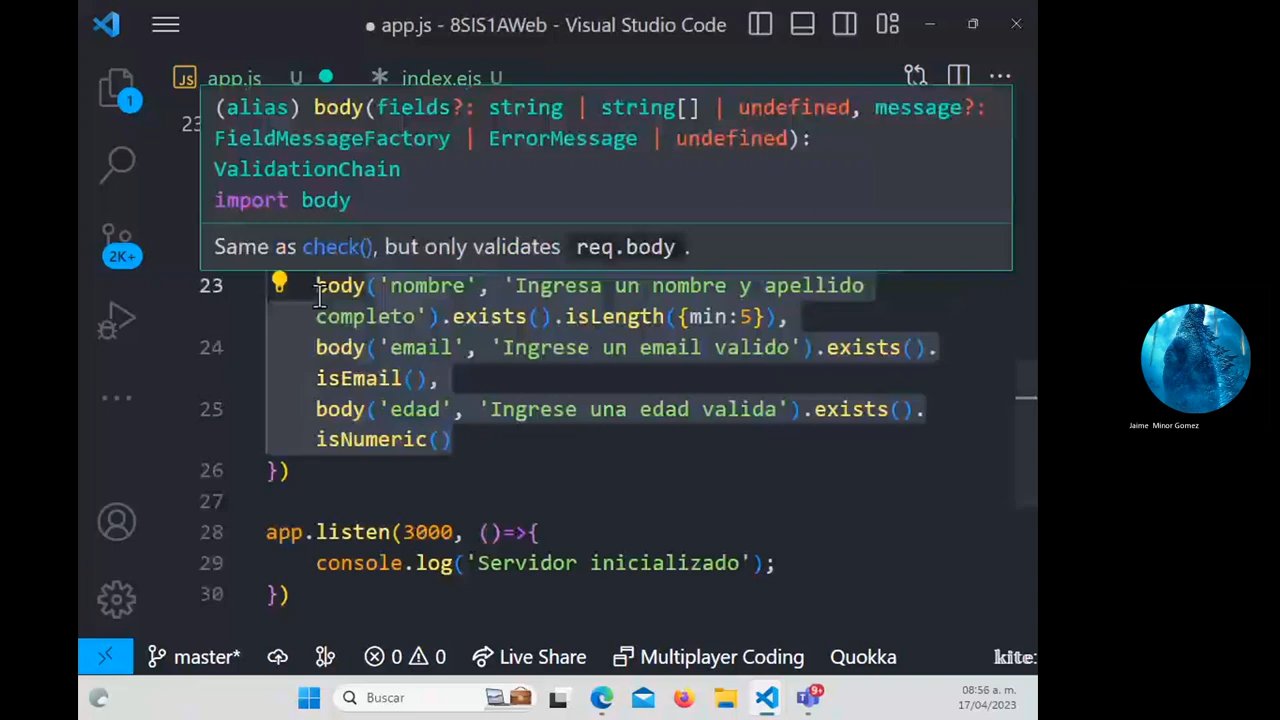 app.js - 8SIS1AWeb - Visual Studio Code
JS app.js U index.ejs U
1
(alias) body(fields?: string | string[] | undefined, message?:
FieldMessageFactory | ErrorMessage | undefined):
ValidationChain
import body
Same as check(), but only validates req.body .
2K+
23 body('nombre', 'Ingresa un nombre y apellido
completo').exists().isLength({min:5}),
24 body('email', 'Ingrese un email valido').exists().
isEmail(),
25 body('edad', 'Ingrese una edad valida').exists().
isNumeric()
26 })
27
28 app.listen(3000, ()=>{
29 console.log('Servidor inicializado');
30 })
Jaime Minor Gomez
master* 0 0 Live Share Multiplayer Coding Quokka kite:
Buscar
9+
08:56 a. m.
17/04/2023